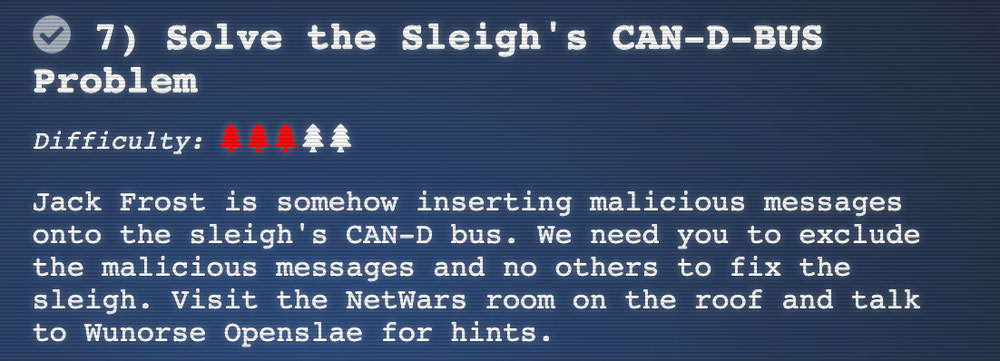 7) Solve the Sleigh's CAN-D-BUS
Problem
Difficulty:
Jack Frost is somehow inserting malicious messages
onto the sleigh's CAN-D bus. We need you to exclude
the malicious messages and no others to fix the
sleigh. Visit the NetWars room on the roof and talk
to Wunorse Openslae for hints.